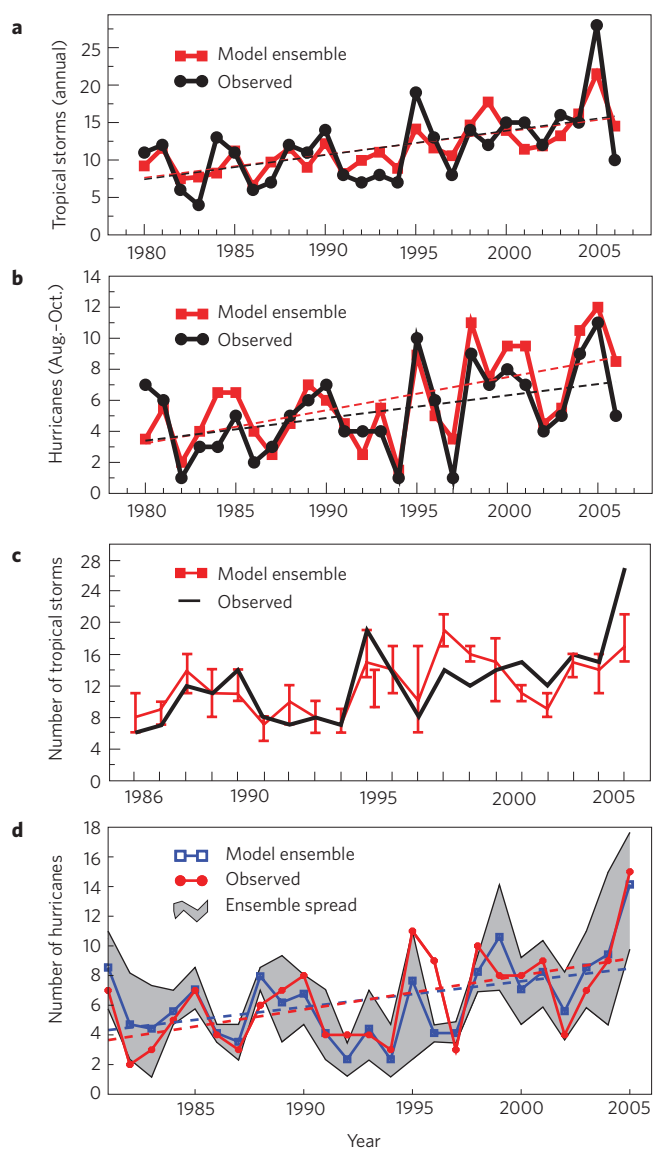 a
Tropical storms (annual)
25
20
15
10
5
0
Model ensemble
Observed
1980 1985 1990 1995 2000 2005
b
Hurricanes (Aug.–Oct.)
14
12
10
8
6
4
2
0
Model ensemble
Observed
1980 1985 1990 1995 2000 2005
c
Number of tropical storms
28
24
20
16
12
8
4
0
Model ensemble
Observed
1986 1990 1995 2000 2005
d
Number of hurricanes
18
16
14
12
10
8
6
4
2
0
Model ensemble
Observed
Ensemble spread
1985 1990 1995 2000 2005
Year